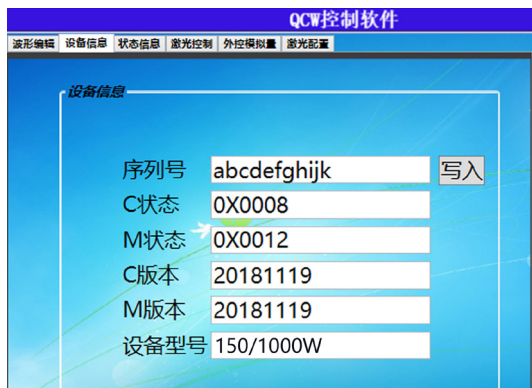 QCW控制软件
波形编辑 设备信息 状态信息 激光控制 外控模拟量 激光配置
设备信息
序列号 abcdefghijk 写入
C状态 0X0008
M状态 0X0012
C版本 20181119
M版本 20181119
设备型号 150/1000W